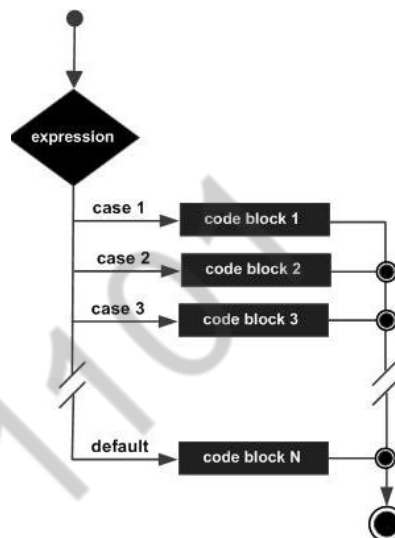 expression
case 1
code block 1
case 2
code block 2
case 3
code block 3
default
code block N
1101